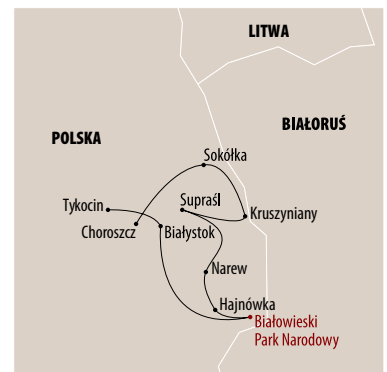 LITWA
POLSKA
BIAŁORUŚ
Sokółka
Tykocin
Supraśl
Kruszyniany
Choroszcz
Białystok
Narew
Hajnówka
Białowieski
Park Narodowy